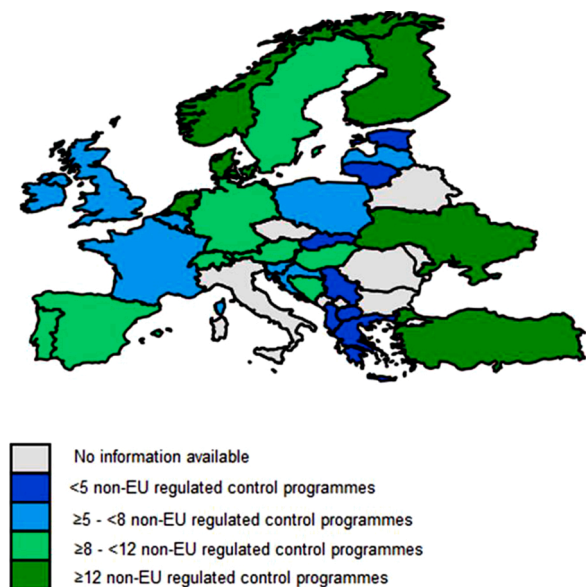 No information available
<5 non-EU regulated control programmes
≥5 - <8 non-EU regulated control programmes
≥8 - <12 non-EU regulated control programmes
≥12 non-EU regulated control programmes